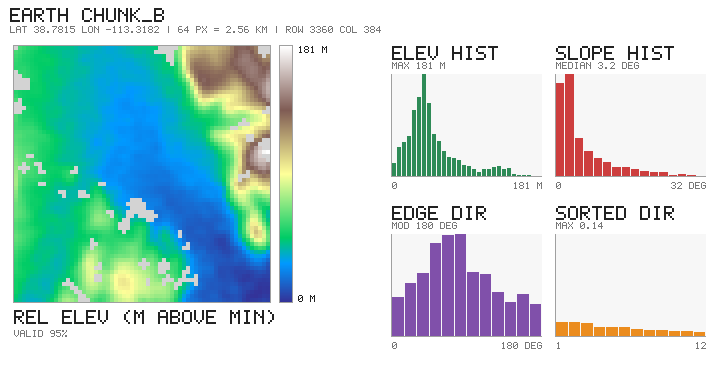 EARTH CHUNK_B
LAT 38.7815 LON -113.3182 | 64 PX = 2.56 KM | ROW 3360 COL 384
181 M
0 M
REL ELEV (M ABOVE MIN)
VALID 95%
ELEV HIST
MAX 181 M
0 181 M
SLOPE HIST
MEDIAN 3.2 DEG
0 32 DEG
EDGE DIR
MOD 180 DEG
0 180 DEG
SORTED DIR
MAX 0.14
1 12